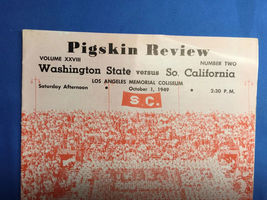 Pigskin Review
VOLUME XXVIII NUMBER TWO
Washington State versus So. California
LOS ANGELES MEMORIAL COLISEUM
Saturday Afternoon • October 1, 1949 • 2:30 P. M.
S C.